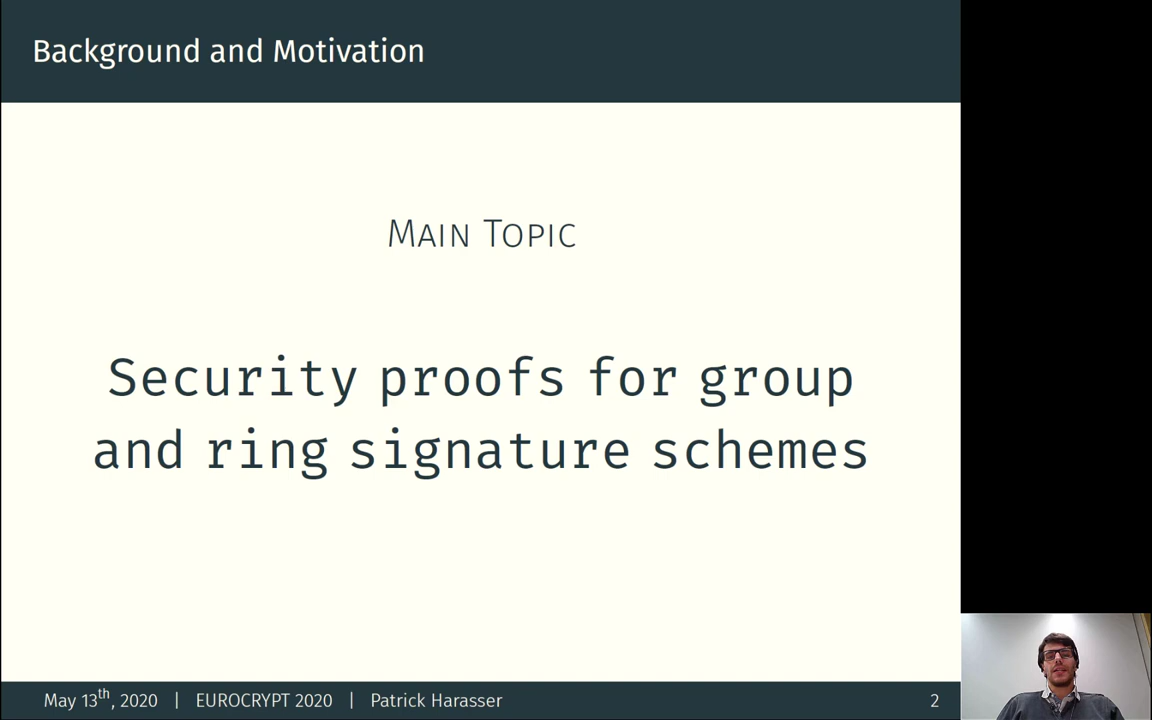 Background and Motivation
Main Topic
Security proofs for group
and ring signature schemes
May 13th, 2020 | EUROCRYPT 2020 | Patrick Harasser 2